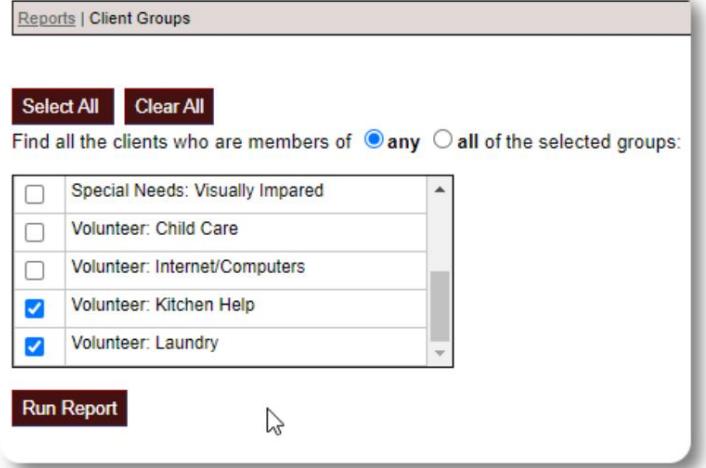 Reports | Client Groups
Select All Clear All
Find all the clients who are members of any all of the selected groups:
Special Needs: Visually Impared
Volunteer: Child Care
Volunteer: Internet/Computers
Volunteer: Kitchen Help
Volunteer: Laundry
Run Report